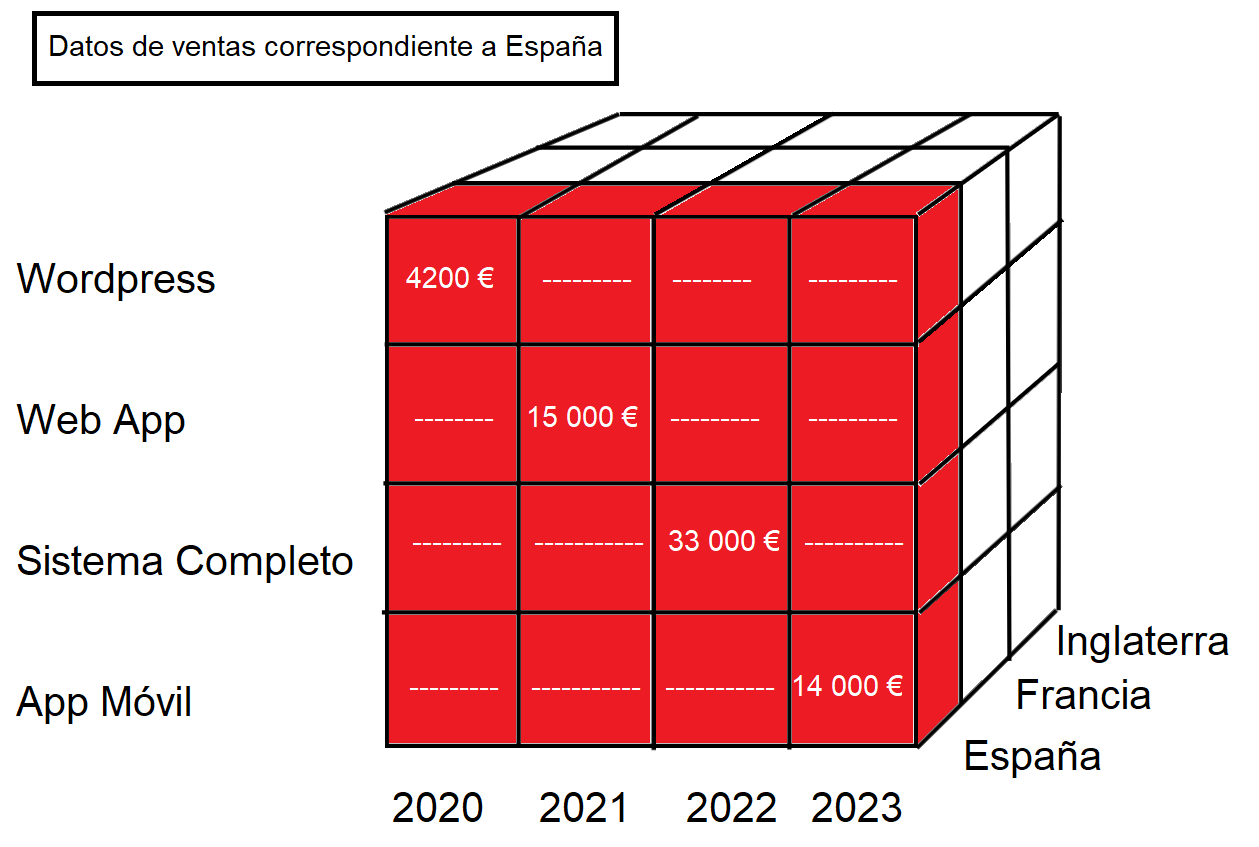 Datos de ventas correspondiente a España
Wordpress
4200 € --------- -------- ---------
Web App
-------- 15 000 € --------- ---------
Sistema Completo
--------- ----------- 33 000 € ----------
App Móvil
--------- ----------- ----------- 14 000 €
Inglaterra
Francia
España
2020 2021 2022 2023